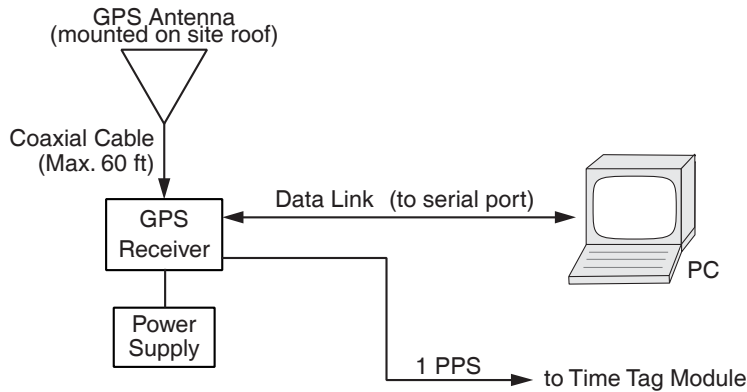 GPS Antenna
(mounted on site roof)
Coaxial Cable
(Max. 60 ft)
Data Link (to serial port)
GPS
Receiver
PC
Power
Supply
1 PPS
to Time Tag Module